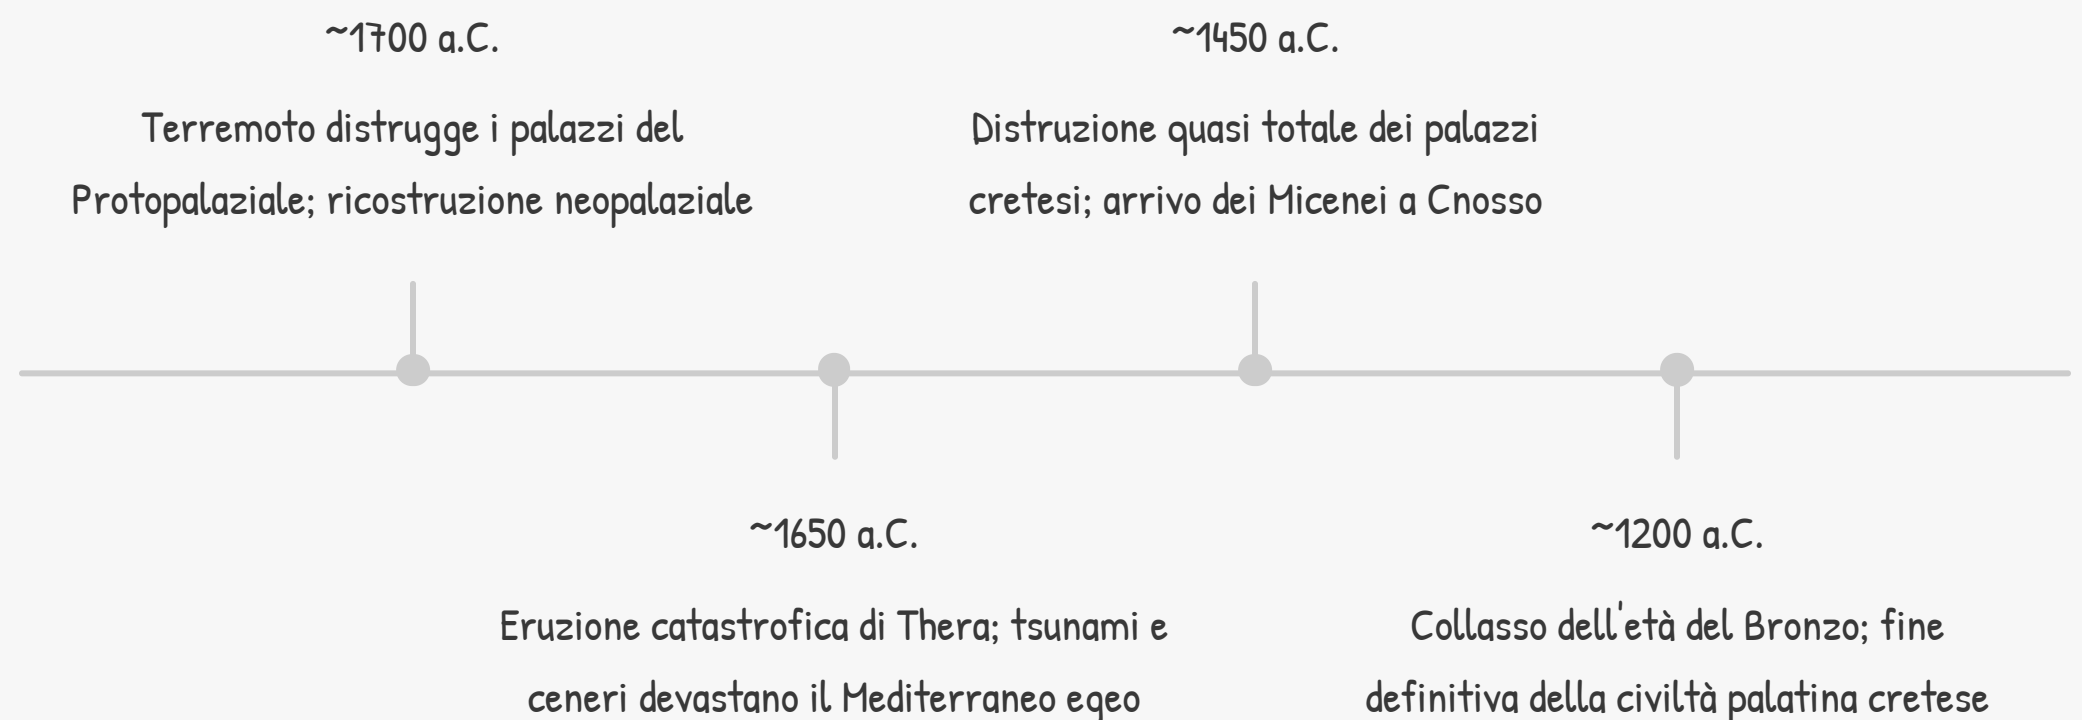 ~1700 a.C.
Terremoto distrugge i palazzi del
Protopalaziale; ricostruzione neopalaziale
~1650 a.C.
Eruzione catastrofica di Thera; tsunami e
ceneri devastano il Mediterraneo egeo
~1450 a.C.
Distruzione quasi totale dei palazzi
cretesi; arrivo dei Micenei a Cnosso
~1200 a.C.
Collasso dell'età del Bronzo; fine
definitiva della civiltà palatina cretese